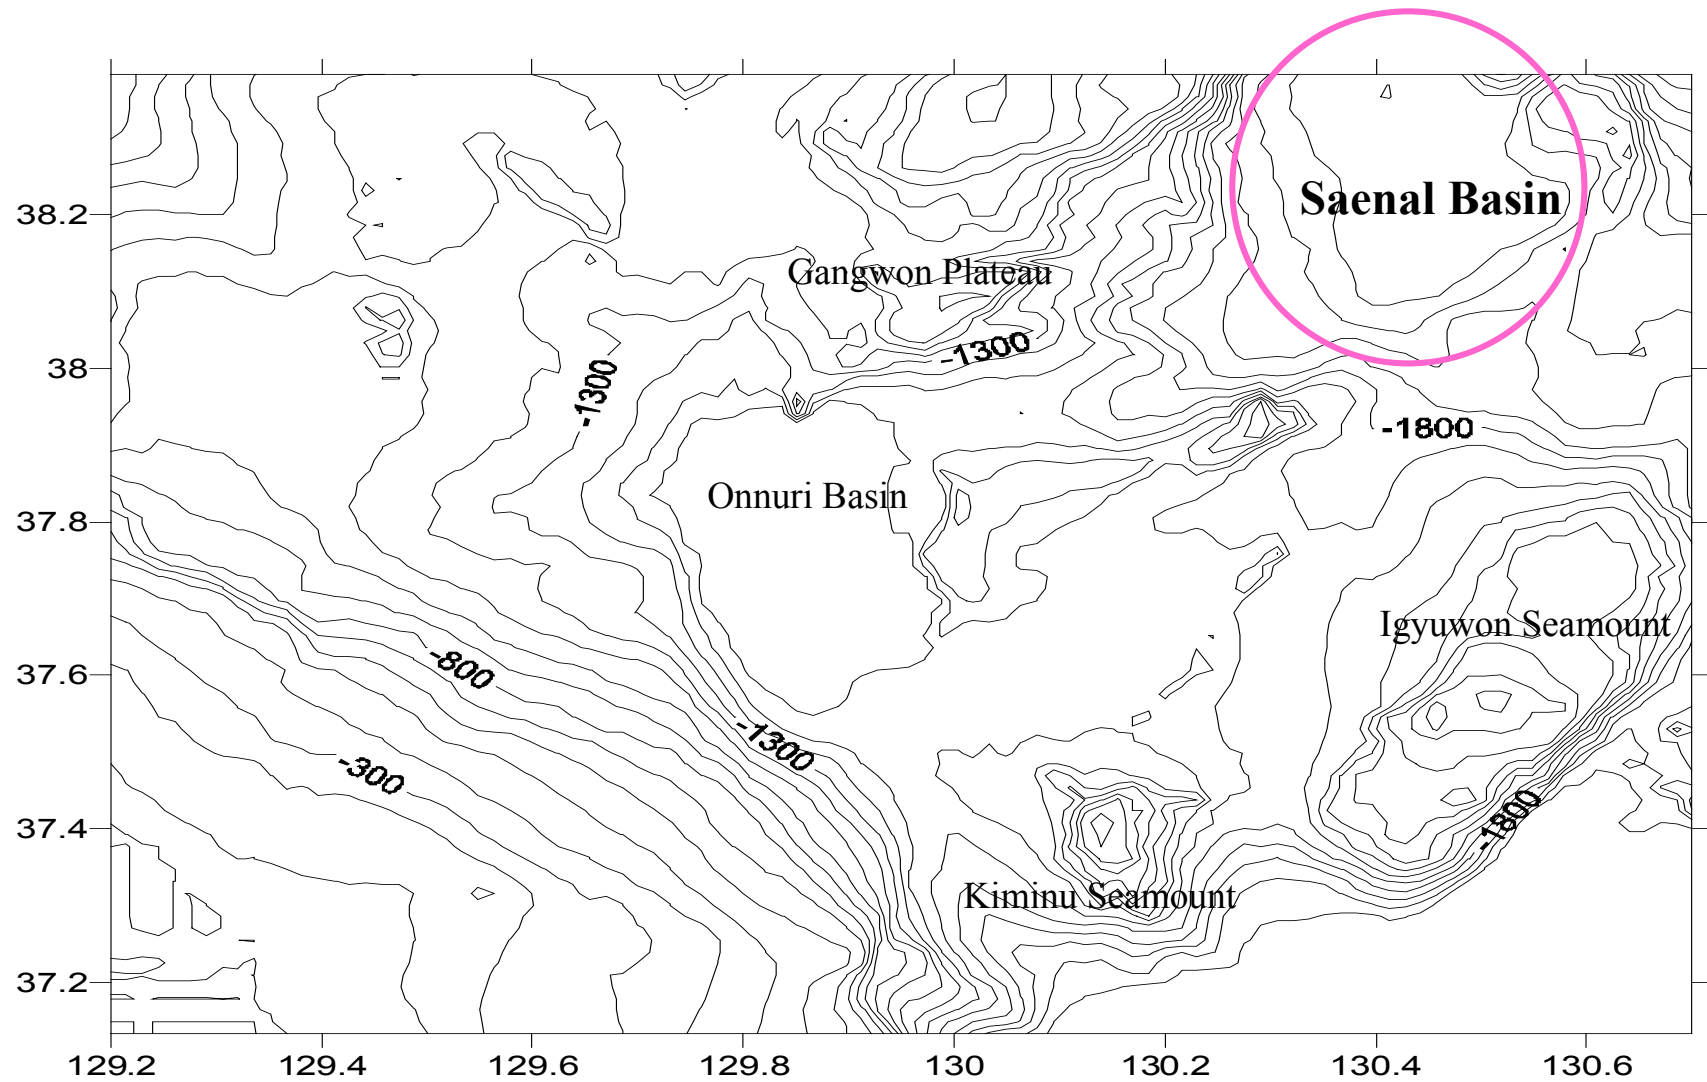 38.2
Saenal Basin
Gangwon Plateau
-1300
38
-1300
-1800
Onnuri Basin
37.8
Igyuwon Seamount
37.6
-800
-1300
-300
-1800
37.4
Kiminu Seamount
37.2
129.2 129.4 129.6 129.8 130 130.2 130.4 130.6